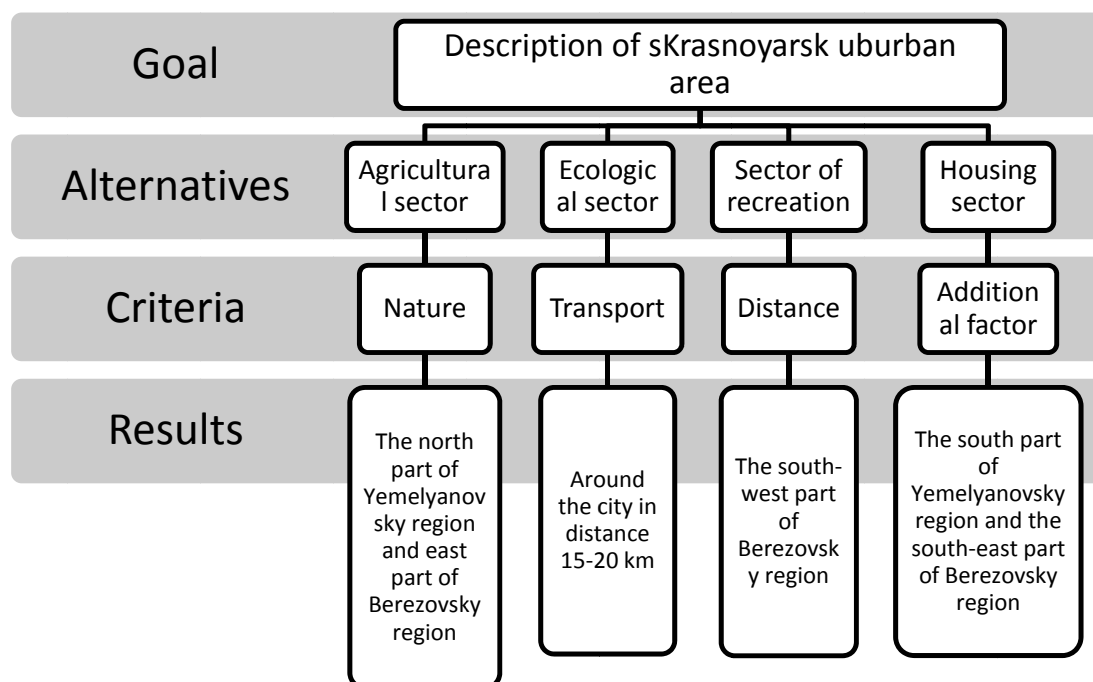 Goal
Description of sKrasnoyarsk uburban
area
Alternatives
Agricultura
l sector
Ecologic
al sector
Sector of
recreation
Housing
sector
Criteria
Nature
Transport
Distance
Addition
al factor
Results
The north
part of
Yemelyanov
sky region
and east
part of
Berezovsky
region
Around
the city in
distance
15-20 km
The south-
west part
of
Berezovsk
y region
The south part
of
Yemelyanovsky
region and the
south-east part
of Berezovsky
region